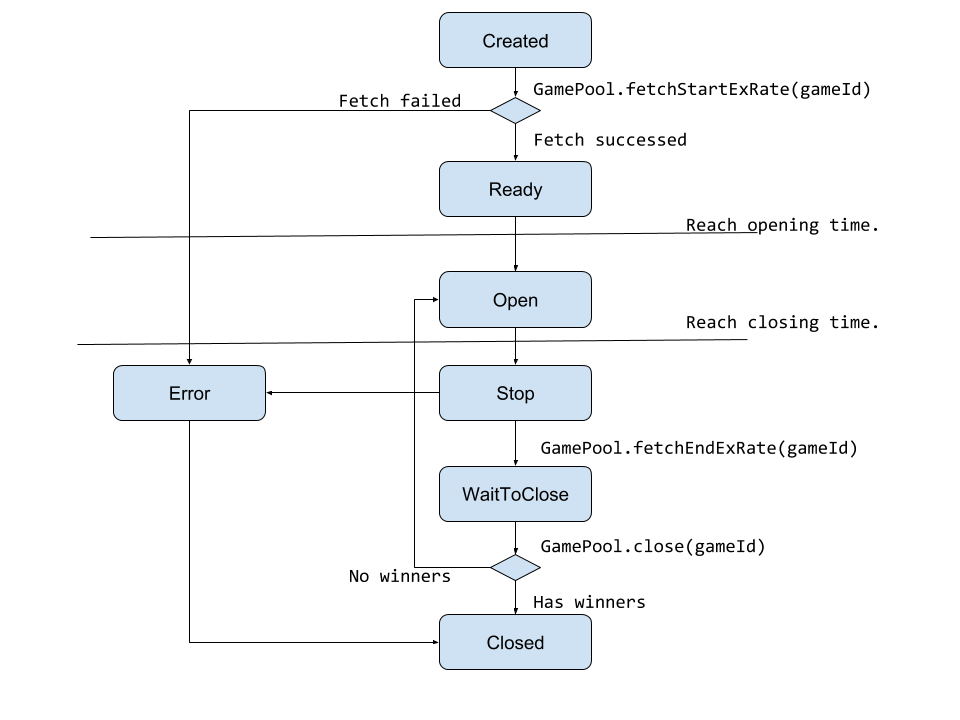 Created
GamePool.fetchStartExRate(gameId)
Fetch failed
Fetch successed
Ready
Reach opening time.
Open
Reach closing time.
Error
Stop
GamePool.fetchEndExRate(gameId)
WaitToClose
GamePool.close(gameId)
No winners
Has winners
Closed